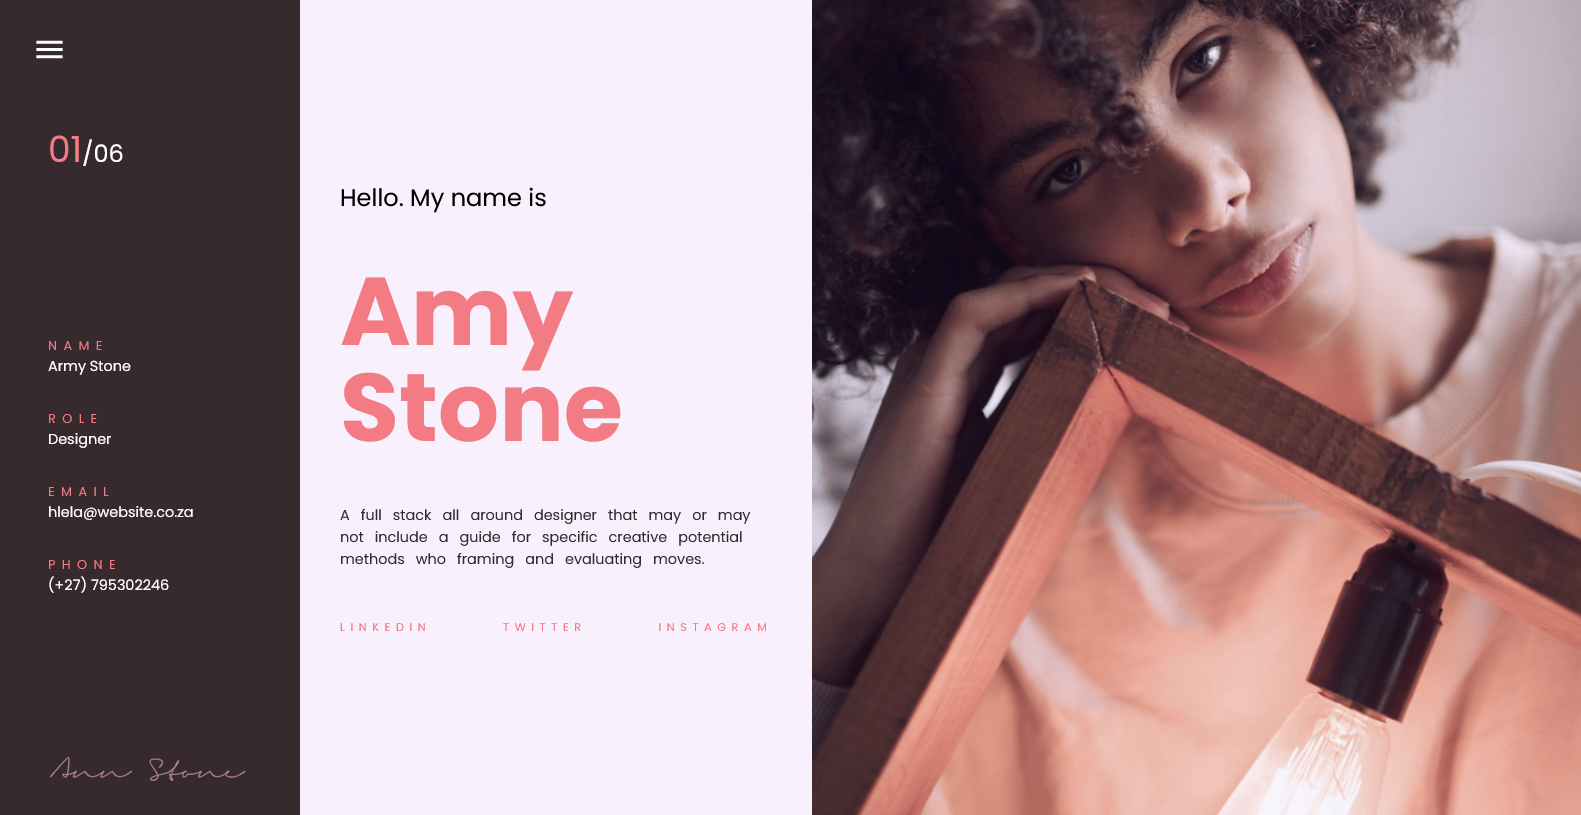 01/06
NAME
Army Stone
ROLE
Designer
EMAIL
hlela@website.co.za
PHONE
(+27) 795302246
Ann Stone
Hello. My name is
Amy
Stone
A full stack all around designer that may or may
not include a guide for specific creative potential
methods who framing and evaluating moves.
LINKEDIN TWITTER INSTAGRAM